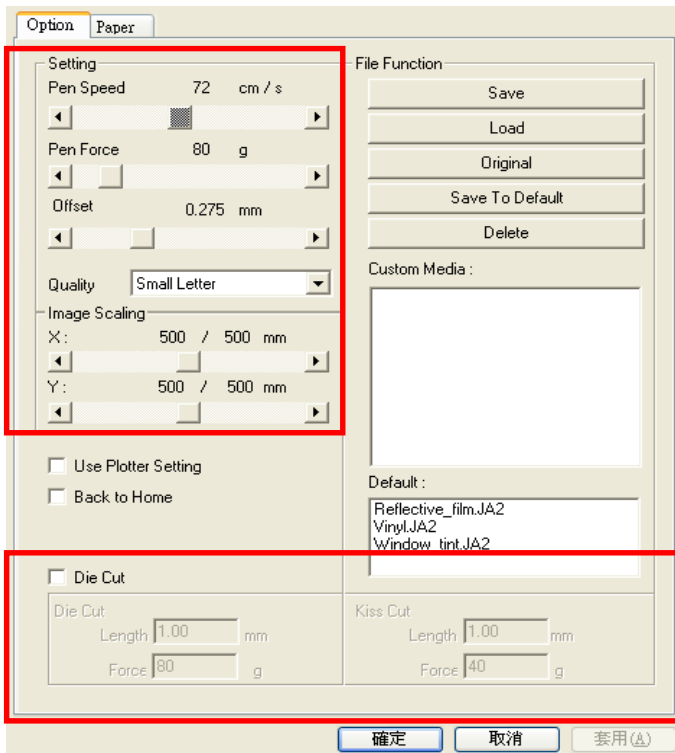 Option Paper
Setting
Pen Speed 72 cm / s
Pen Force 80 g
Offset 0.275 mm
Quality Small Letter
Image Scaling
X : 500 / 500 mm
Y : 500 / 500 mm
Use Plotter Setting
Back to Home
File Function
Save
Load
Original
Save To Default
Delete
Custom Media :
Default :
Reflective_film.JA2
Vinyl.JA2
Window_tint.JA2
Die Cut
Die Cut
Length 1.00 mm
Force 80 g
Kiss Cut
Length 1.00 mm
Force 40 g
確定 取消 套用(A)